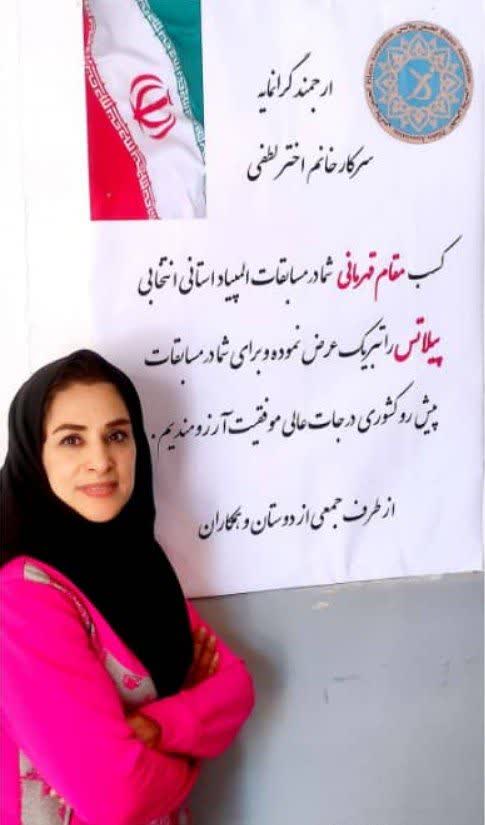 ارجمند گرانمایه
سرکار خانم اختر لطفی
کسب مقام قهرمانی شما در مسابقات المپیاد استانی انتخابی
پیلاتس را تبریک عرض نموده و برای شما در مسابقات
پیش رو کشوری درجات عالی موفقیت آرزومندیم.
از طرف جمعی از دوستان و همکاران